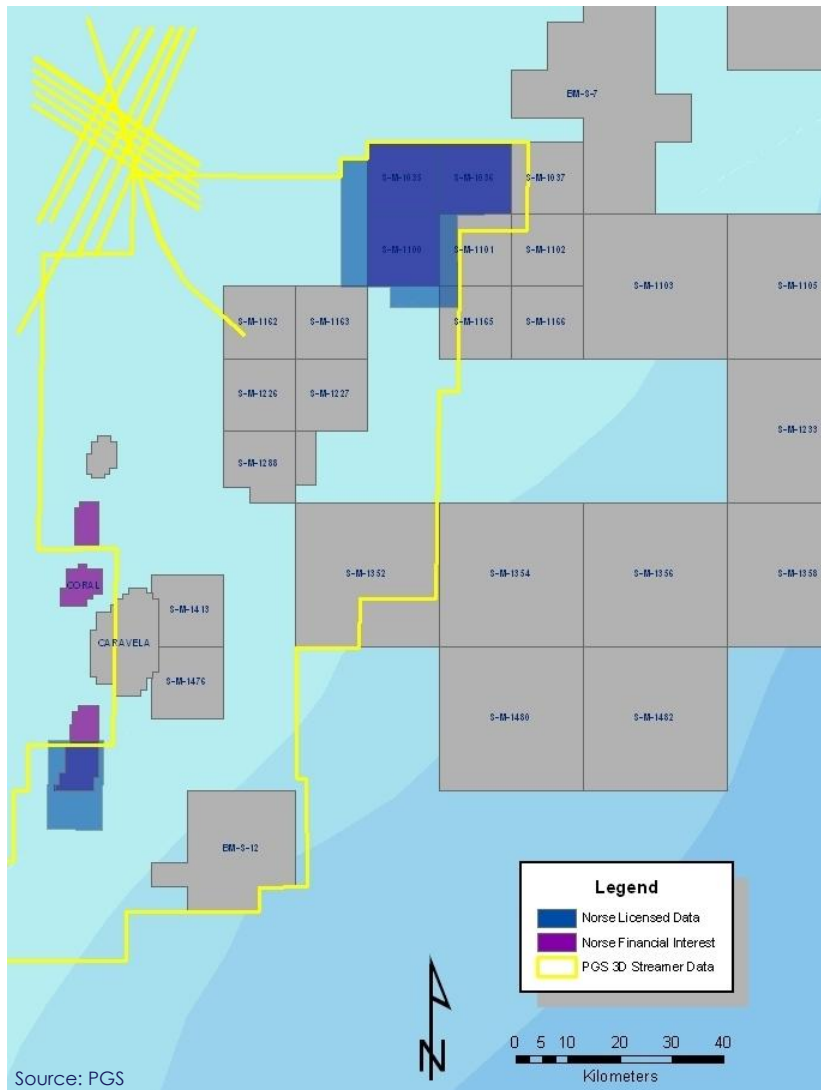 BM-S-7
S-M-1035
S-M-1036
S-M-1037
S-M-1100
S-M-1101
S-M-1102
S-M-1103
S-M-1105
S-M-1162
S-M-1163
S-M-1165
S-M-1166
S-M-1226
S-M-1227
S-M-1233
S-M-1288
S-M-1352
S-M-1354
S-M-1356
S-M-1358
CORAL
S-M-1413
CARAVELA
S-M-1476
S-M-1480
S-M-1482
BM-S-12
Legend
Norse Licensed Data
Norse Financial Interest
PGS 3D Streamer Data
N
0 5 10 20 30 40
Kilometers
Source: PGS